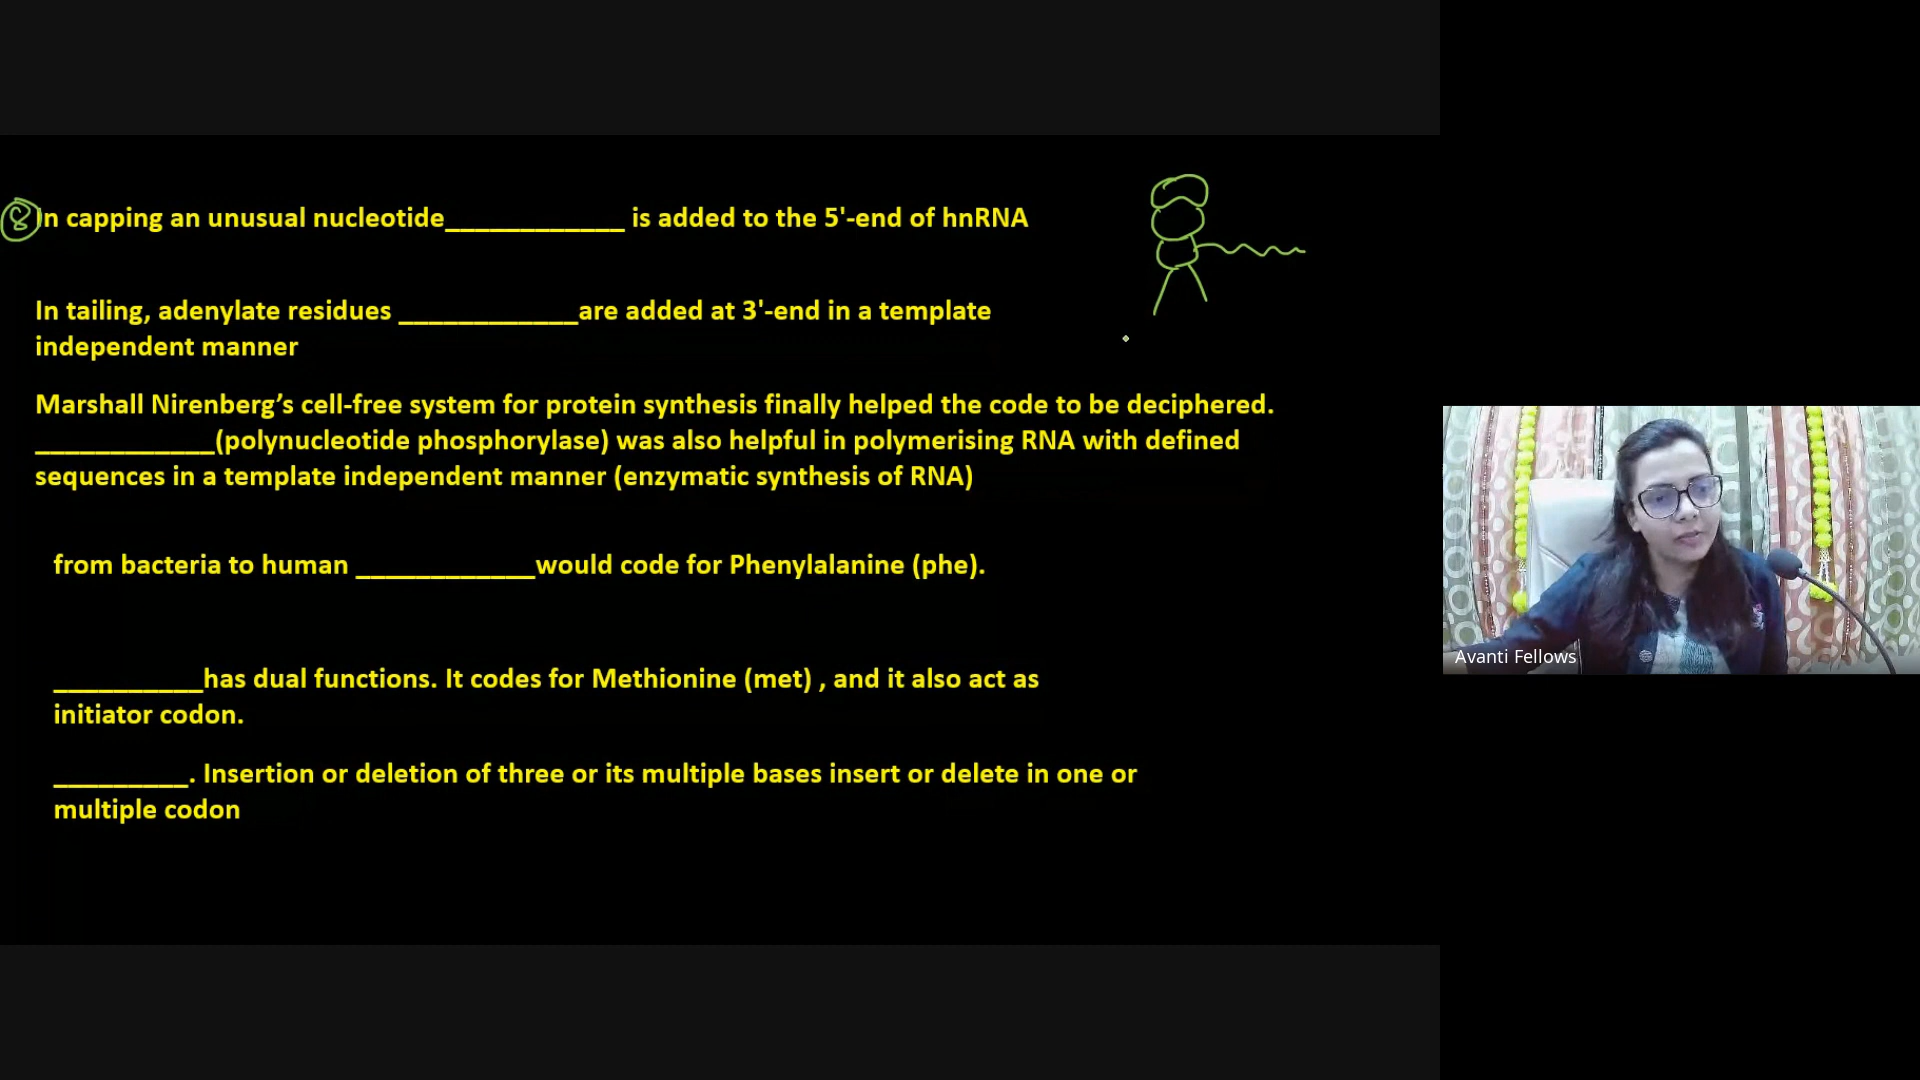 8
In capping an unusual nucleotide____________ is added to the 5'-end of hnRNA
In tailing, adenylate residues ____________are added at 3'-end in a template
independent manner
Marshall Nirenberg’s cell-free system for protein synthesis finally helped the code to be deciphered.
____________(polynucleotide phosphorylase) was also helpful in polymerising RNA with defined
sequences in a template independent manner (enzymatic synthesis of RNA)
from bacteria to human ____________would code for Phenylalanine (phe).
__________has dual functions. It codes for Methionine (met) , and it also act as
initiator codon.
_________. Insertion or deletion of three or its multiple bases insert or delete in one or
multiple codon
Avanti Fellows